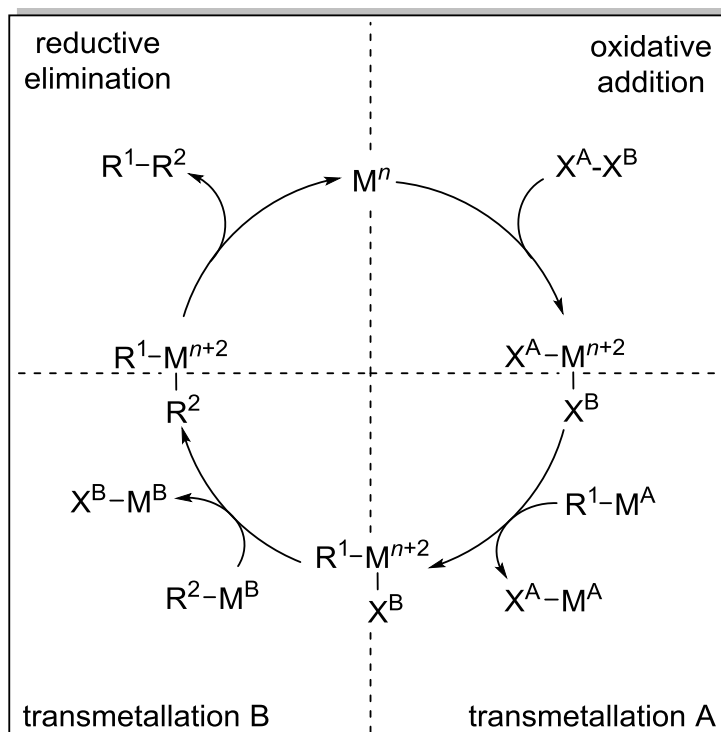 reductive
elimination
oxidative
addition
R¹–R²
Mⁿ
Xᴬ-Xᴮ
R¹–Mⁿ⁺²
R²
Xᴬ–Mⁿ⁺²
Xᴮ
Xᴮ–Mᴮ
R²–Mᴮ
R¹–Mⁿ⁺²
Xᴮ
R¹–Mᴬ
Xᴬ–Mᴬ
transmetallation B
transmetallation A